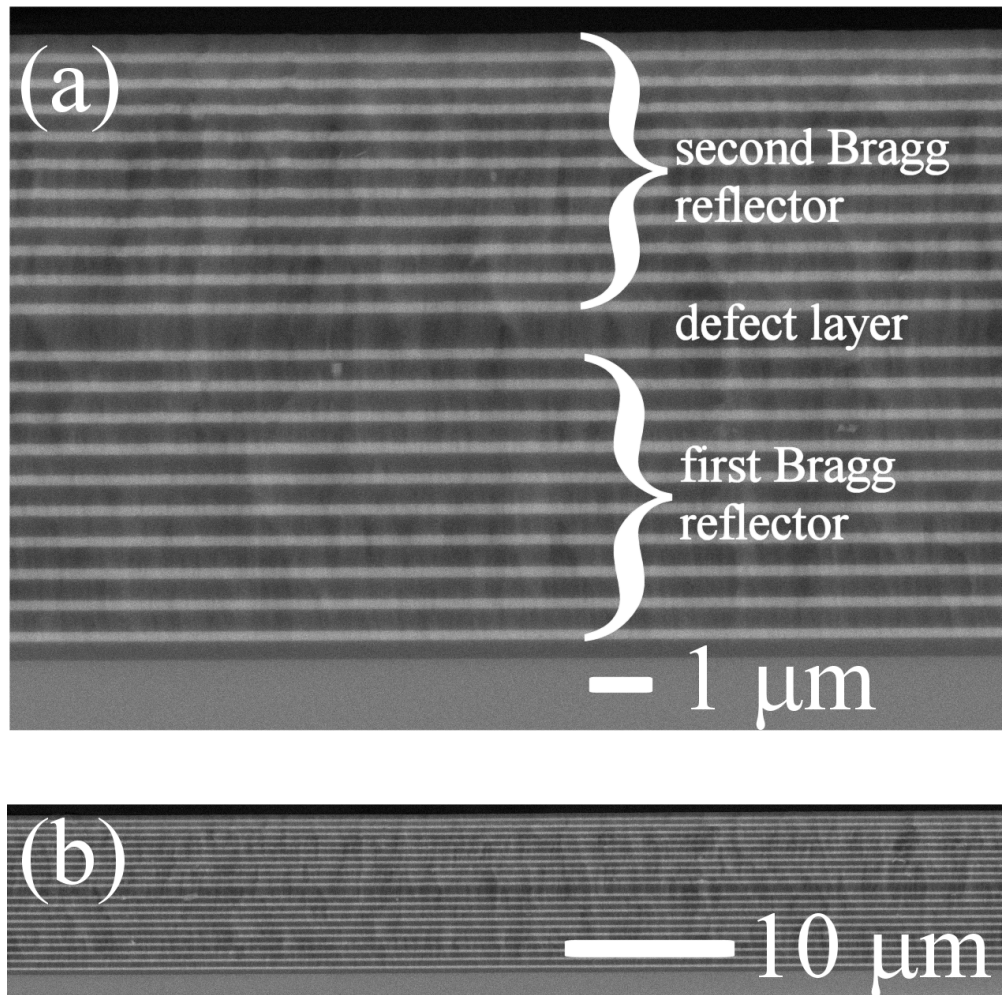 (a)
second Bragg
reflector
defect layer
first Bragg
reflector
1 μm
(b)
10 μm